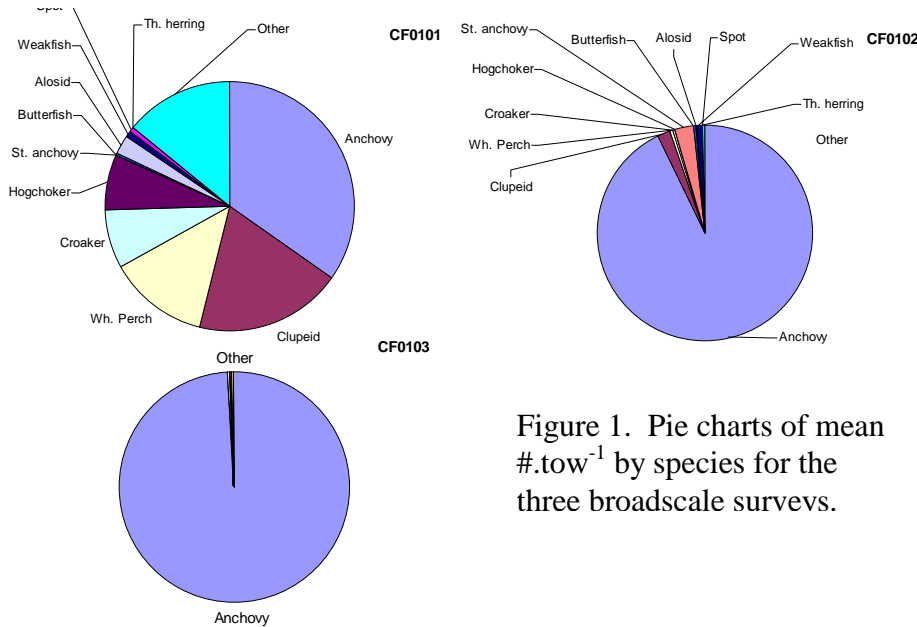 Spot
Th. herring
Weakfish
Other
CF0101
Alosid
Butterfish
St. anchovy
Anchovy
Hogchoker
Croaker
Wh. Perch
Clupeid
St. anchovy
Butterfish
Alosid
Spot
Weakfish
CF0102
Hogchoker
Th. herring
Croaker
Other
Wh. Perch
Clupeid
Anchovy
CF0103
Other
Anchovy
Figure 1. Pie charts of mean
#.tow-1 by species for the
three broadscale surveys.